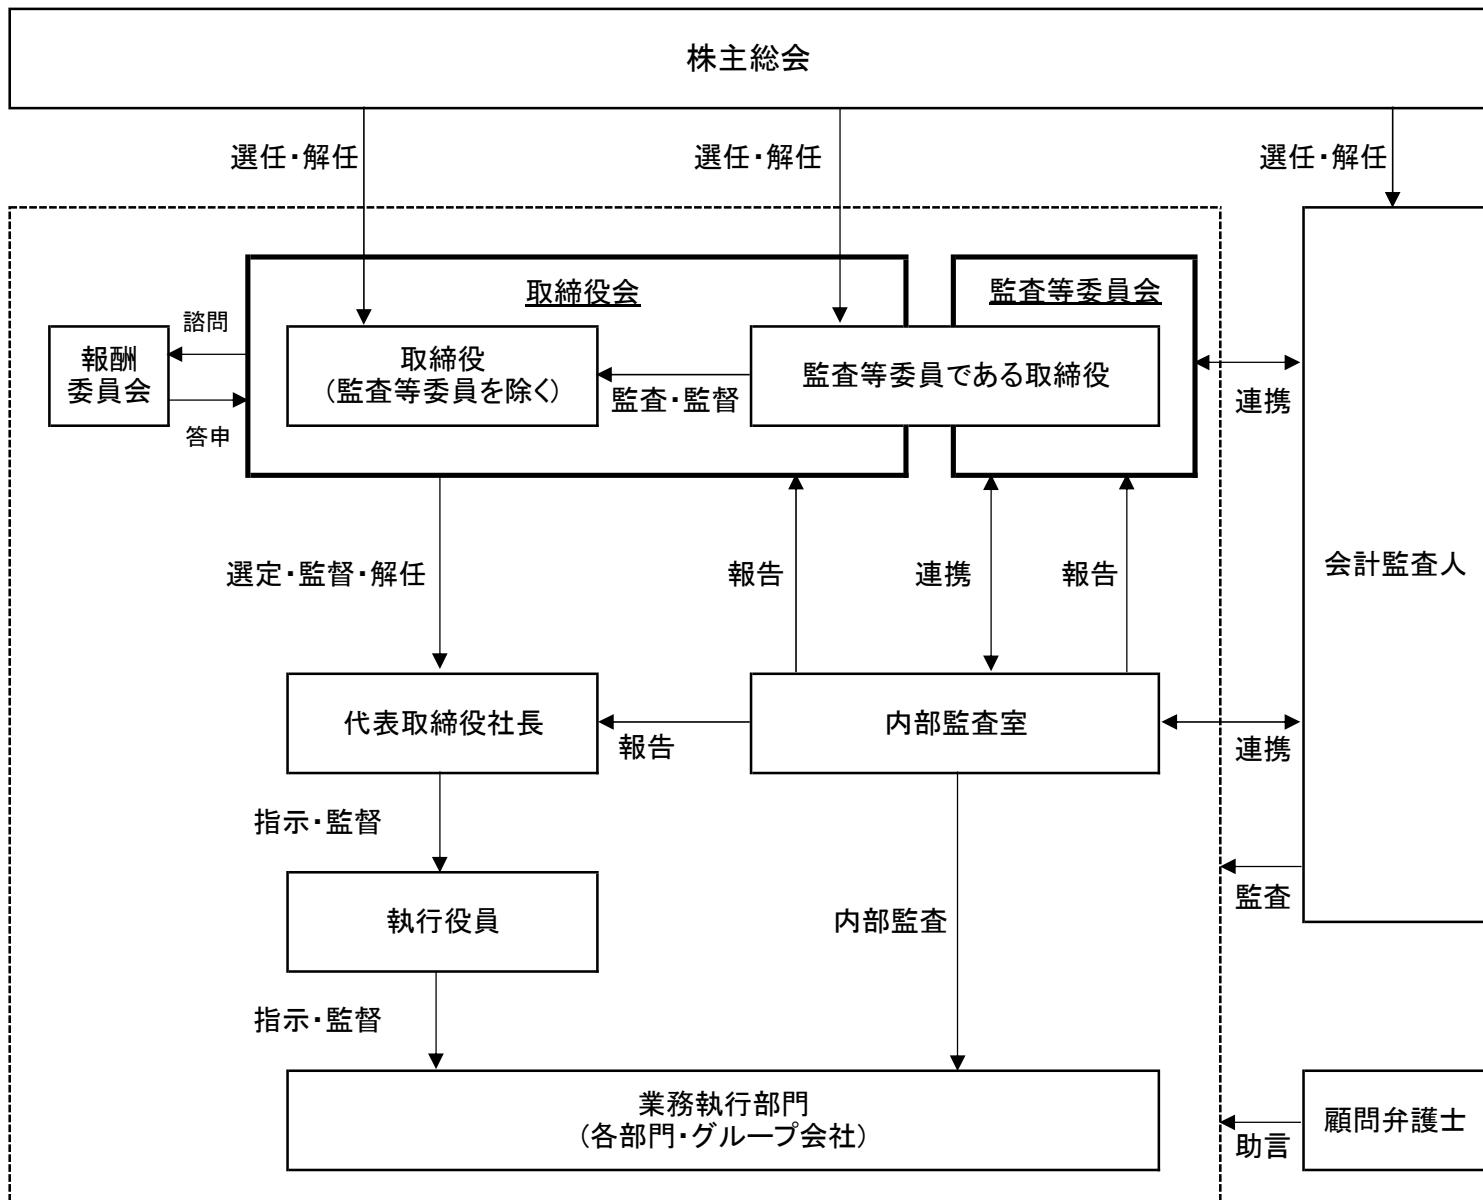 株主総会
選任・解任
選任・解任
選任・解任
取締役会
監査等委員会
諮問
報酬
委員会
答申
取締役
（監査等委員を除く）
監査・監督
監査等委員である取締役
連携
選定・監督・解任
報告
連携
報告
会計監査人
代表取締役社長
報告
内部監査室
連携
指示・監督
監査
執行役員
内部監査
指示・監督
業務執行部門
（各部門・グループ会社）
助言
顧問弁護士